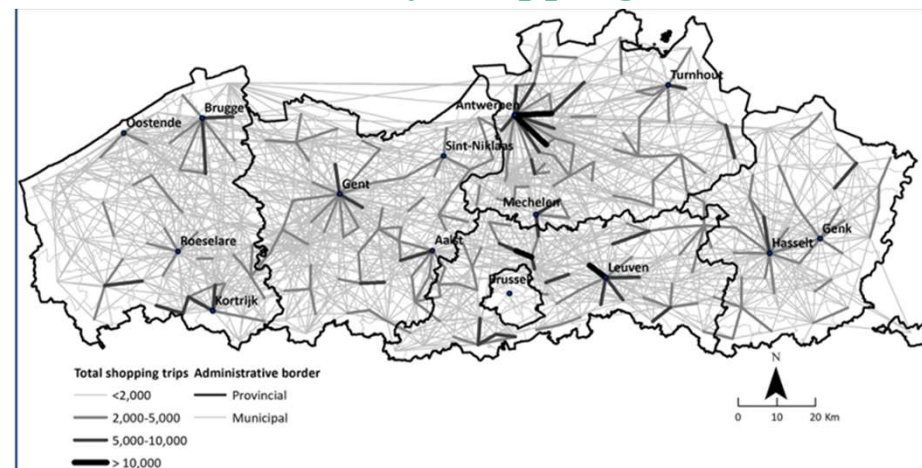 Turnhout
Antwerpen
Brugge
Oostende
Sint-Niklaas
Gent
Mechelen
Genk
Roeselare
Aalst
Hasselt
Leuven
Brussel
Kortrijk
Total shopping trips Administrative border
<2,000 Provincial
2,000-5,000 Municipal
5,000-10,000
> 10,000
N
0 10 20 Km